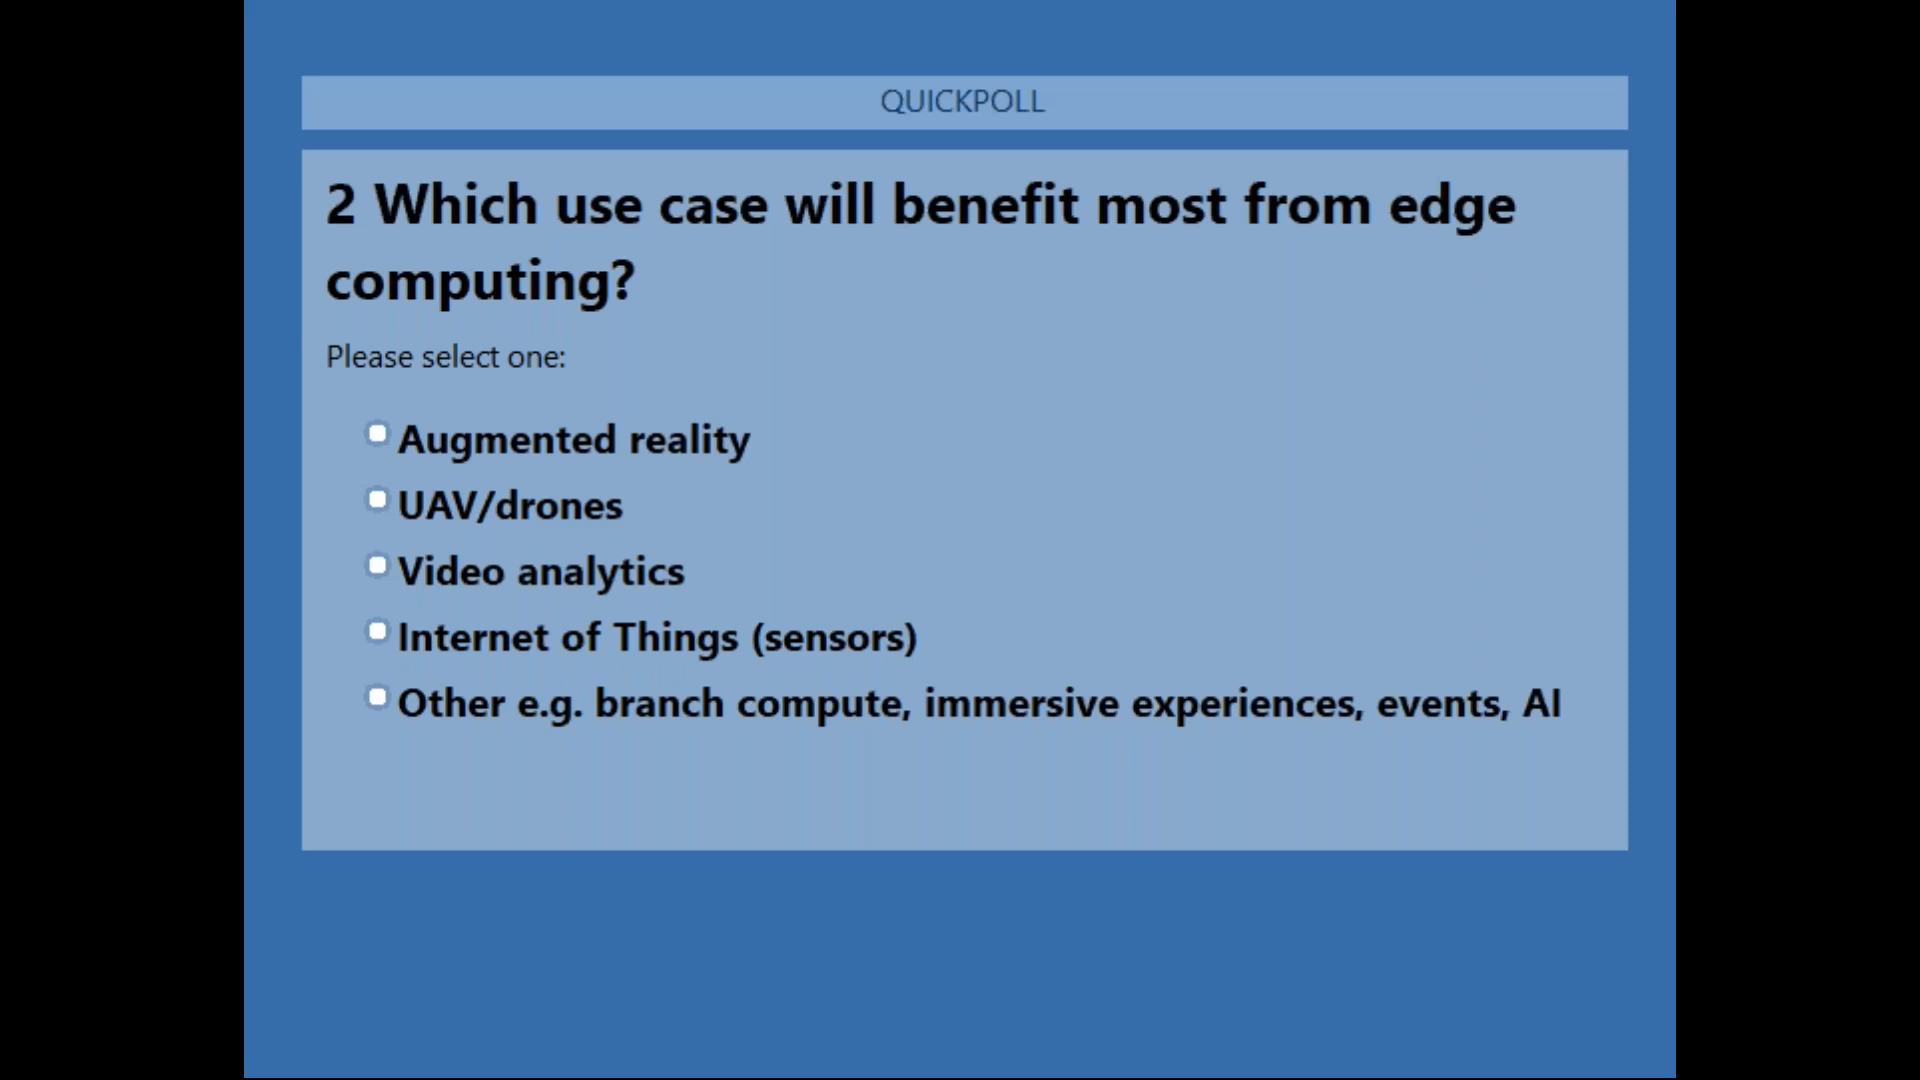 QUICKPOLL
2 Which use case will benefit most from edge
computing?
Please select one:
Augmented reality
UAV/drones
Video analytics
Internet of Things (sensors)
Other e.g. branch compute, immersive experiences, events, AI